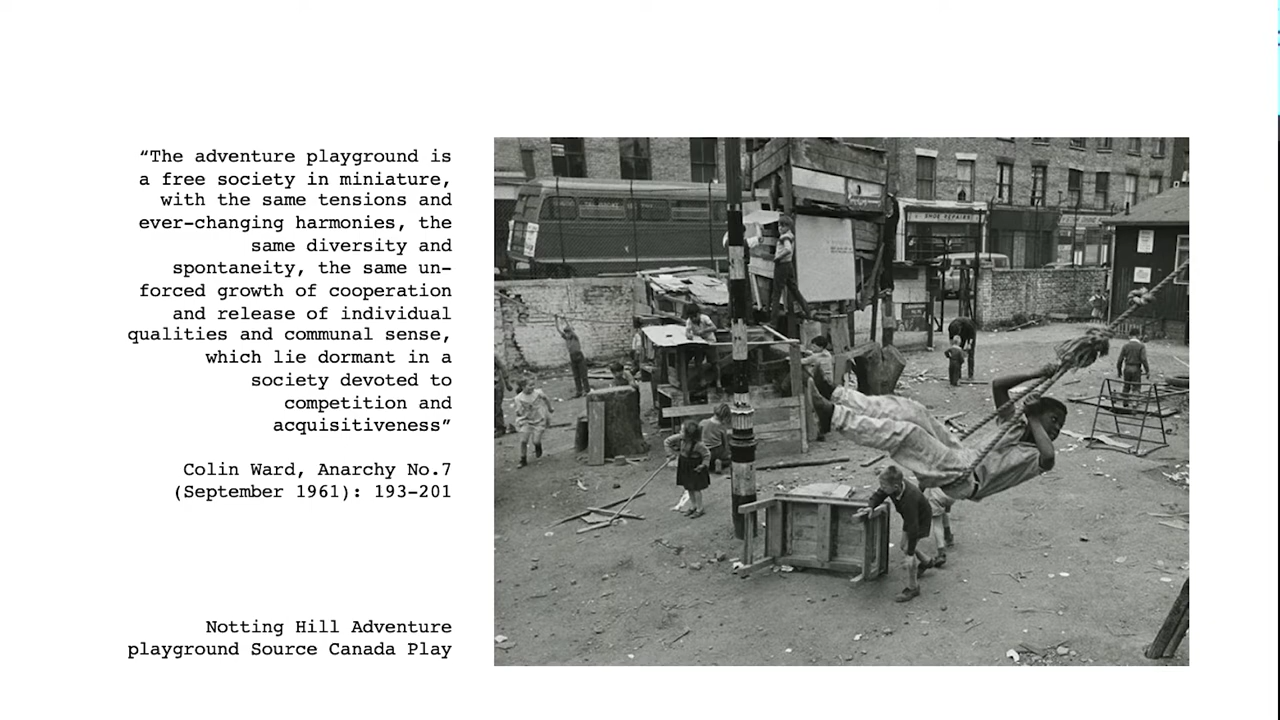 “The adventure playground is
a free society in miniature,
with the same tensions and
ever-changing harmonies, the
same diversity and
spontaneity, the same un-
forced growth of cooperation
and release of individual
qualities and communal sense,
which lie dormant in a
society devoted to
competition and
acquisitiveness”
Colin Ward, Anarchy No.7
(September 1961): 193-201
Notting Hill Adventure
playground Source Canada Play
SHOE REPAIRS